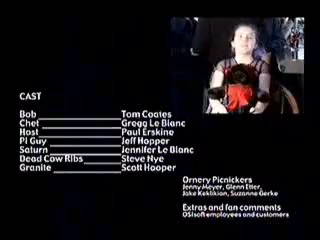 CAST
Bob Tom Coates
Chet Gregg Le Blanc
Host Paul Erskine
PI Guy Jeff Hopper
Saturn Jennifer Le Blanc
Dead Cow Ribs Steve Nye
Granite Scott Hooper
Ornery Picnickers
Jenny Meyer, Glenn Etter,
Jake Keklikian, Suzanne Gerke
Extras and fan comments
OSIsoft employees and customers